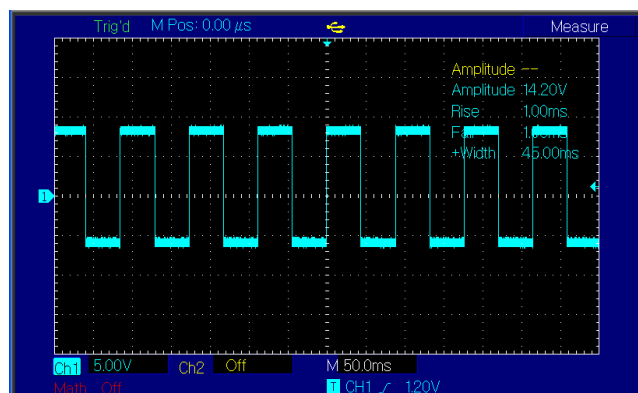 Trig'd M Pos: 0.00 μs Measure
Amplitude --
Amplitude 14.20V
Rise 1.00ms
+Width 45.00ms
1
Ch1 5.00V Ch2 Off M 50.0ms
Math Off T CH1 1.20V